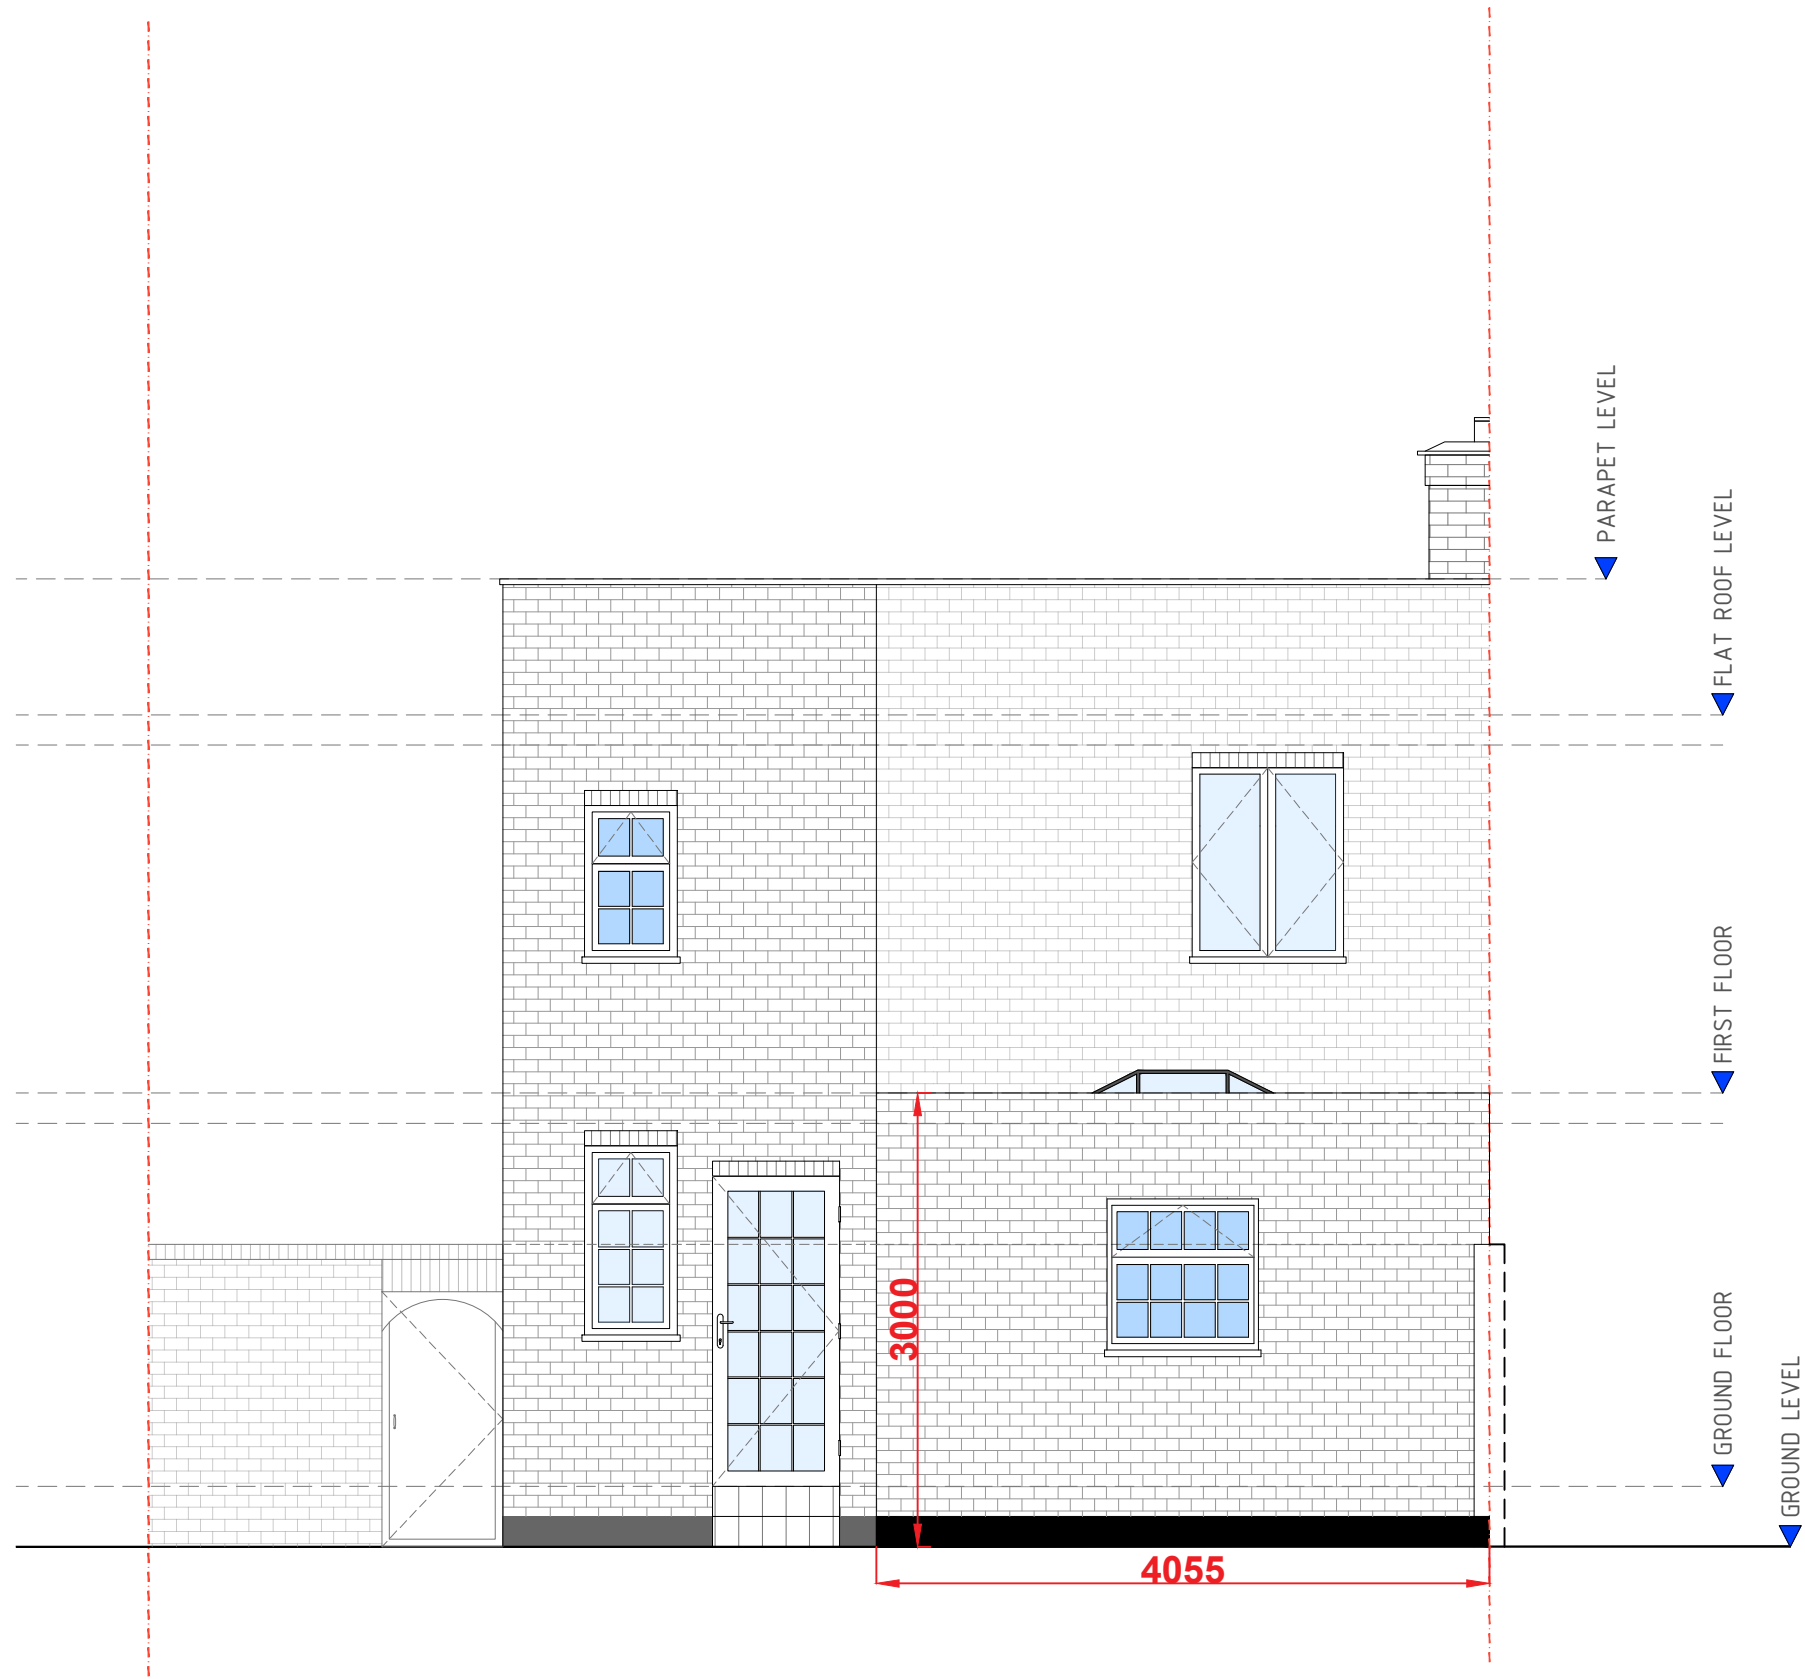 PARAPET LEVEL
FLAT ROOF LEVEL
FIRST FLOOR
GROUND FLOOR
GROUND LEVEL
3000
4055